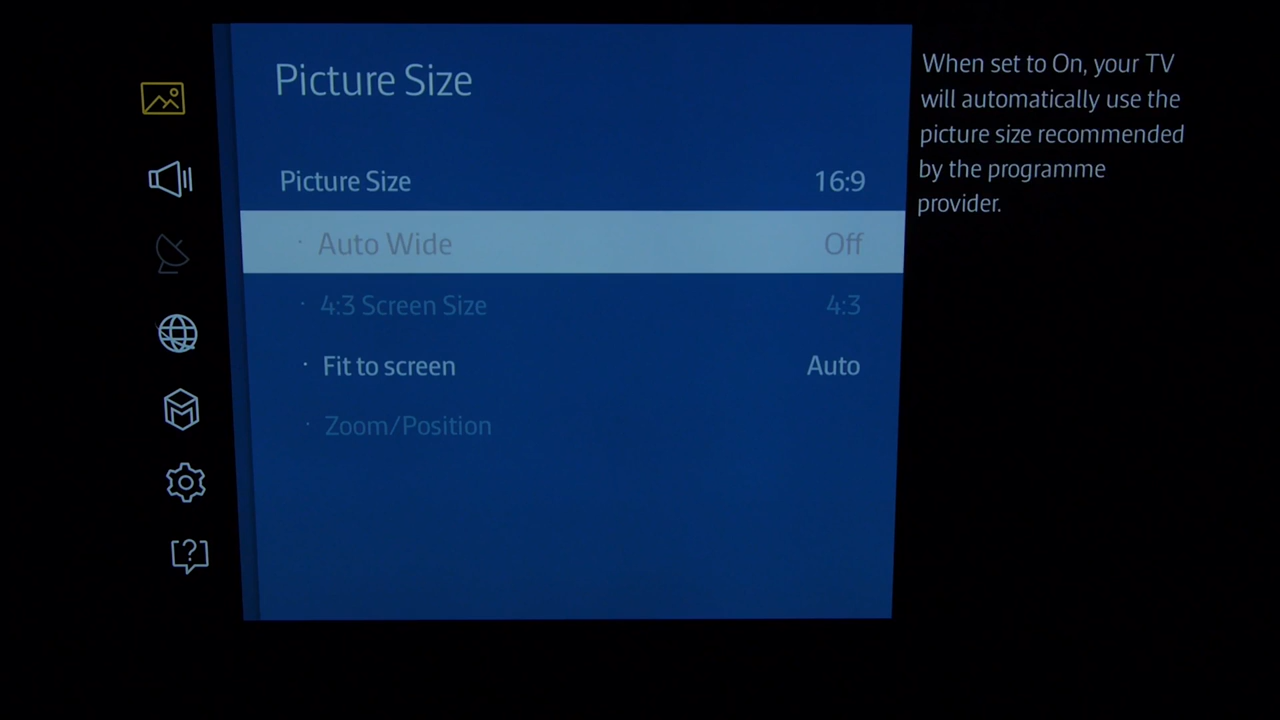 Picture Size
Picture Size 16:9
· Auto Wide Off
· 4:3 Screen Size 4:3
· Fit to screen Auto
· Zoom/Position
When set to On, your TV
will automatically use the
picture size recommended
by the programme
provider.